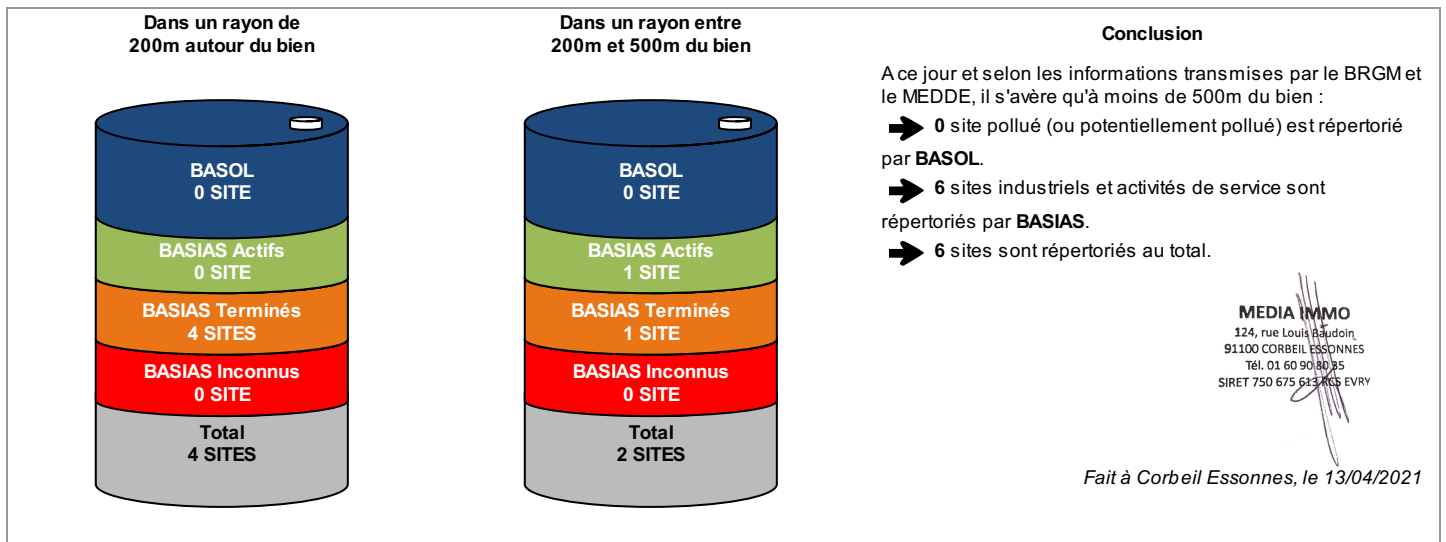 Dans un rayon de
200m autour du bien
BASOL
0 SITE
BASIAS Actifs
0 SITE
BASIAS Terminés
4 SITES
BASIAS Inconnus
0 SITE
Total
4 SITES
Dans un rayon entre
200m et 500m du bien
BASOL
0 SITE
BASIAS Actifs
1 SITE
BASIAS Terminés
1 SITE
BASIAS Inconnus
0 SITE
Total
2 SITES
Conclusion
A ce jour et selon les informations transmises par le BRGM et
le MEDDE, il s'avère qu'à moins de 500m du bien :
0 site pollué (ou potentiellement pollué) est répertorié
par BASOL.
6 sites industriels et activités de service sont
répertoriés par BASIAS.
6 sites sont répertoriés au total.
MEDIA IMMO
124, rue Louis Baudoin
91100 CORBEIL ESSONNES
Tél. 01 60 90 80 85
SIRET 750 675 613 RCS EVRY
Fait à Corbeil Essonnes, le 13/04/2021